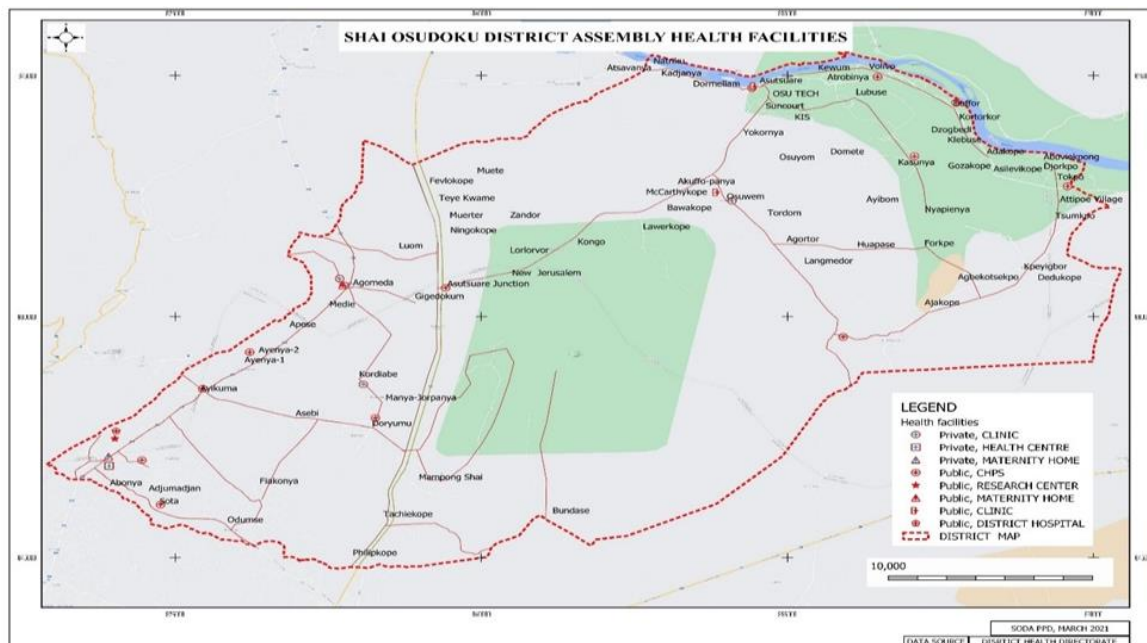 SHAI OSUDOKU DISTRICT ASSEMBLY HEALTH FACILITIES
Natriku
Atsavanya
Kadjanya
Dormeliam
Asutsuare
Kewum
Volivo
Atrobinya
OSU TECH
Lubuse
Suncourt
KIS
Kortorkor
Dzogbedi
Klebuse
Yokornya
Osuyom
Domete
Kasunya
Adakope
Gozakope
Asilevikope
Djorkpo
Tokpo
Attipoe Village
Tsumkpo
Muete
Fevlokope
Teye Kwame
Akuffo-panya
McCarthykope
Osuwem
Bawakope
Ayibom
Nyapienya
Muerter
Zandor
Ningokope
Tordom
Lawerkope
Luom
Lorlorvor
Kongo
Agortor
Huapase
Forkpe
Langmedor
New Jerusalem
Kpeyigbor
Agbekotsekpo
Dedukope
Agomeda
Asutsuare Junction
Gigedokum
Medie
Ajakope
Apose
Ayenya-2
Ayenya-1
Kordiabe
Ayikuma
Manya-Jorpanya
Asebi
Doryumu
Mampong Shai
Abonya
Adjumadjan
Fiakonya
Sota
Odumse
Tachiekope
Bundase
Philipkope
LEGEND
Health facilities
Private, CLINIC
Private, HEALTH CENTRE
Private, MATERNITY HOME
Public, CHPS
Public, RESEARCH CENTER
Public, MATERNITY HOME
Public, CLINIC
Public, DISTRICT HOSPITAL
DISTRICT MAP
10,000
SODA PPD, MARCH 2021
DATA SOURCE
DISRTICT HEALTH DIRECTORATE